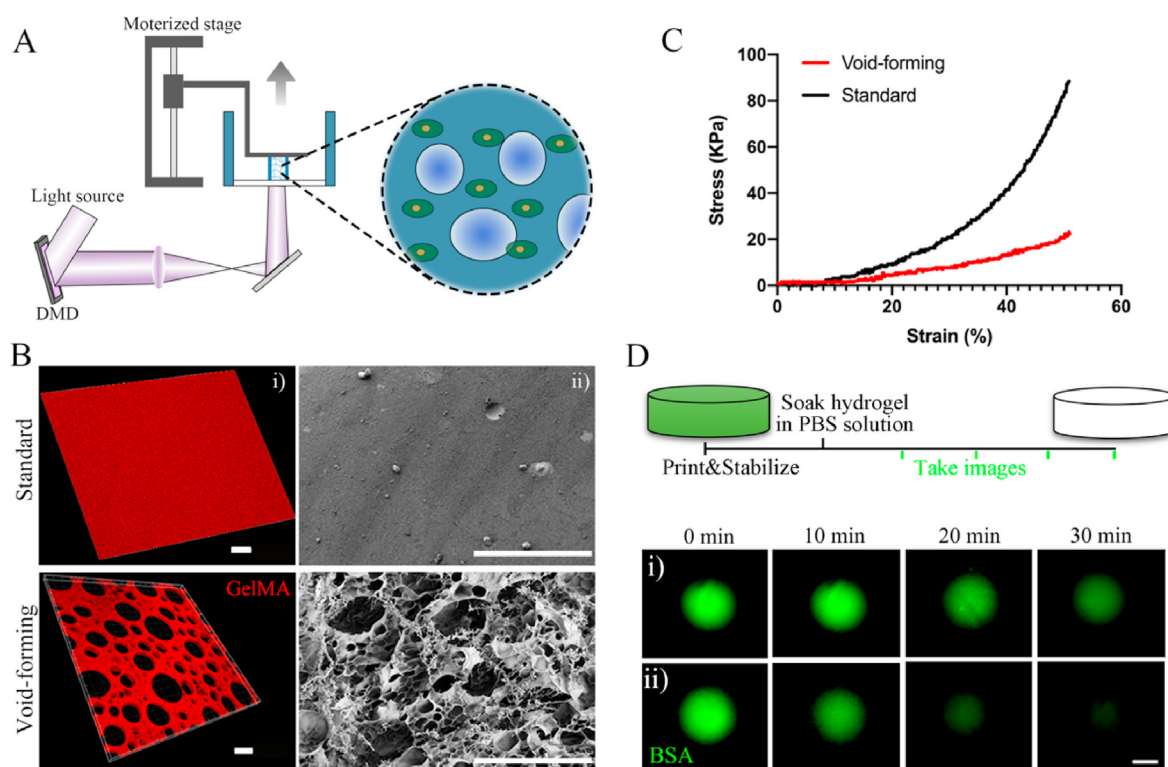 A
Moterized stage
Light source
DMD
B
Standard
i)
ii)
Void-forming
GelMA
C
Void-forming
Standard
Stress (KPa)
100
80
60
40
20
0
0
20
40
60
Strain (%)
D
Soak hydrogel
in PBS solution
Print&Stabilize
Take images
0 min
10 min
20 min
30 min
i)
ii)
BSA